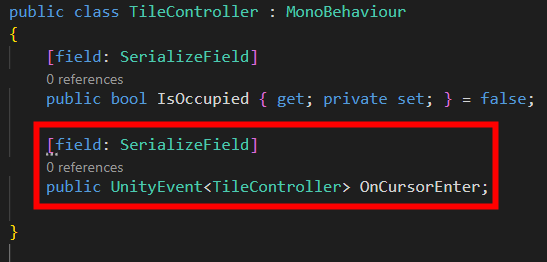 public class TileController : MonoBehaviour
{
[field: SerializeField]
0 references
public bool IsOccupied { get; private set; } = false;
[field: SerializeField]
0 references
public UnityEvent<TileController> OnCursorEnter;
}